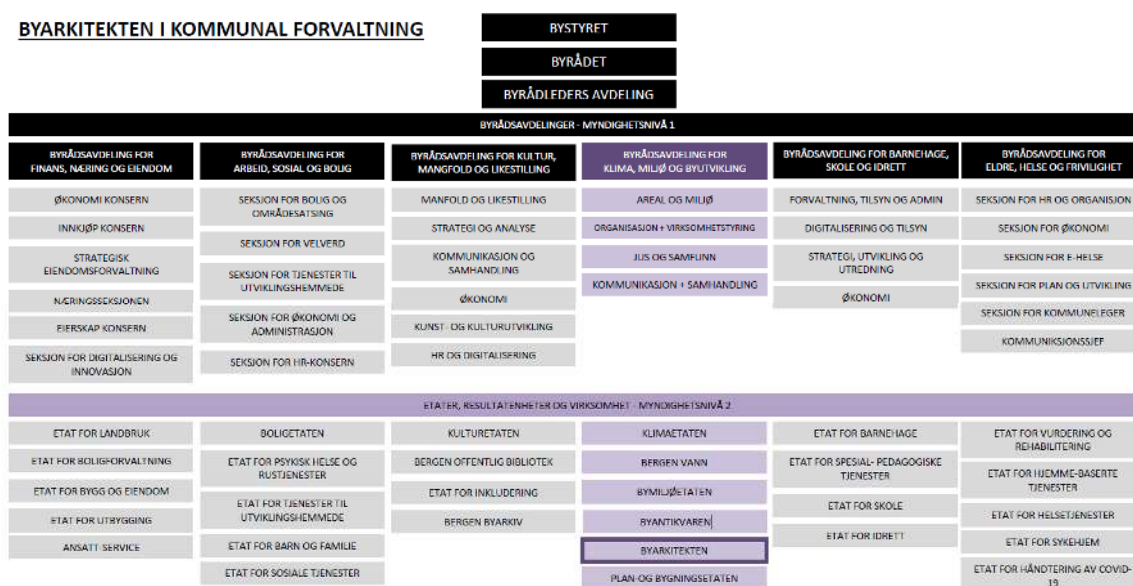 BYARKITEKTEN I KOMMUNAL FORVALTNING
BYSTYRET
BYRÅDET
BYRÅDLEDERS AVDELING
BYRÅDSAVDELINGER - MYNDIGHETSNIVÅ 1
BYRÅDSAVDELING FOR
FINANS, NÆRING OG EIENDOM
ØKONOMI KONSERN
INNKJØP KONSERN
STRATEGISK
EIENDOMSFORVALTNING
NÆRINGSSEKSJONEN
EIERSKAP KONSERN
SEKSJON FOR DIGITALISERING OG
INNOVASJON
BYRÅDSAVDELING FOR
ARBEID, SOSIAL OG BOLIG
SEKSJON FOR BOLIG OG
OMRÅDESATSING
SEKSJON FOR VELVERD
SEKSJON FOR TJENESTER TIL
UTVIKLINGSHEMMEDE
SEKSJON FOR ØKONOMI OG
ADMINISTRASJON
SEKSJON FOR HR-KONSERN
BYRÅDSAVDELING FOR KULTUR,
MANGFOLD OG LIKESTILLING
MANFOLD OG LIKESTILLING
STRATEGI OG ANALYSE
KOMMUNIKASJON OG
SAMHANDLING
ØKONOMI
KUNST- OG KULTURUTVIKLING
HR OG DIGITALISERING
BYRÅDSAVDELING FOR
KLIMA, MILJØ OG BYUTVIKLING
AREAL OG MILJØ
ORGANISASJON + VIRKSOMHETSTYRING
JUS OG SAMFUNN
KOMMUNIKASJON + SAMHANDLING
BYRÅDSAVDELING FOR BARNEHAGE,
SKOLE OG IDRETT
FORVALTNING, TILSYN OG ADMIN
DIGITALISERING OG TILSYN
STRATEGI, UTVIKLING OG
UTREDNING
ØKONOMI
BYRÅDSAVDELING FOR
ELDRE, HELSE OG FRIVILIGHET
SEKSJON FOR HR OG ORGANISJON
SEKSJON FOR ØKONOMI
SEKSJON FOR E-HELSE
SEKSJON FOR PLAN OG UTVIKLING
SEKSJON FOR KOMMUNELEGER
KOMMUNIKSJONSSJEF
ETATER, RESULTATENHETER OG VIRKSOMHET - MYNDIGHETSNIVÅ 2
ETAT FOR LANDBRUK
ETAT FOR BOLIGFORVALTNING
ETAT FOR BYGG OG EIENDOM
ETAT FOR UTBYGGING
ANSATT-SERVICE
BOLIGETATEN
ETAT FOR PSYKISK HELSE OG
RUSTJENESTER
ETAT FOR TJENESTER TIL
UTVIKLINGSHEMMEDE
ETAT FOR BARN OG FAMILIE
ETAT FOR SOSIALE TJENESTER
KULTURETATEN
BERGEN OFFENTLIG BIBLIOTEK
ETAT FOR INKLUDERING
BERGEN BYARKIV
KLIMAETATEN
BERGEN VANN
BYMILJØETATEN
BYANTIKVAREN
BYARKITEKTEN
PLAN-OG BYGNINGSETATEN
ETAT FOR BARNEHAGE
ETAT FOR SPESIAL- PEDAGOGISKE
TJENESTER
ETAT FOR SKOLE
ETAT FOR IDRETT
ETAT FOR VURDERING OG
REHABILITERING
ETAT FOR HJEMME-BASERTE
TJENESTER
ETAT FOR HELSETJENESTER
ETAT FOR SYKEHJEM
ETAT FOR HÅNDTERING AV COVID-
19